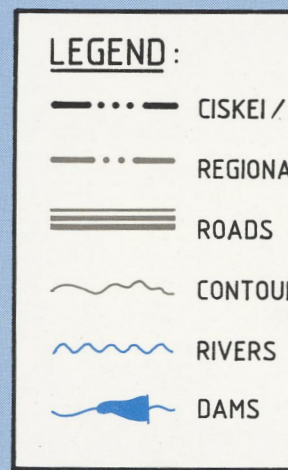 LEGEND:
CISKEI /
REGIONA
ROADS
CONTOU
RIVERS
DAMS